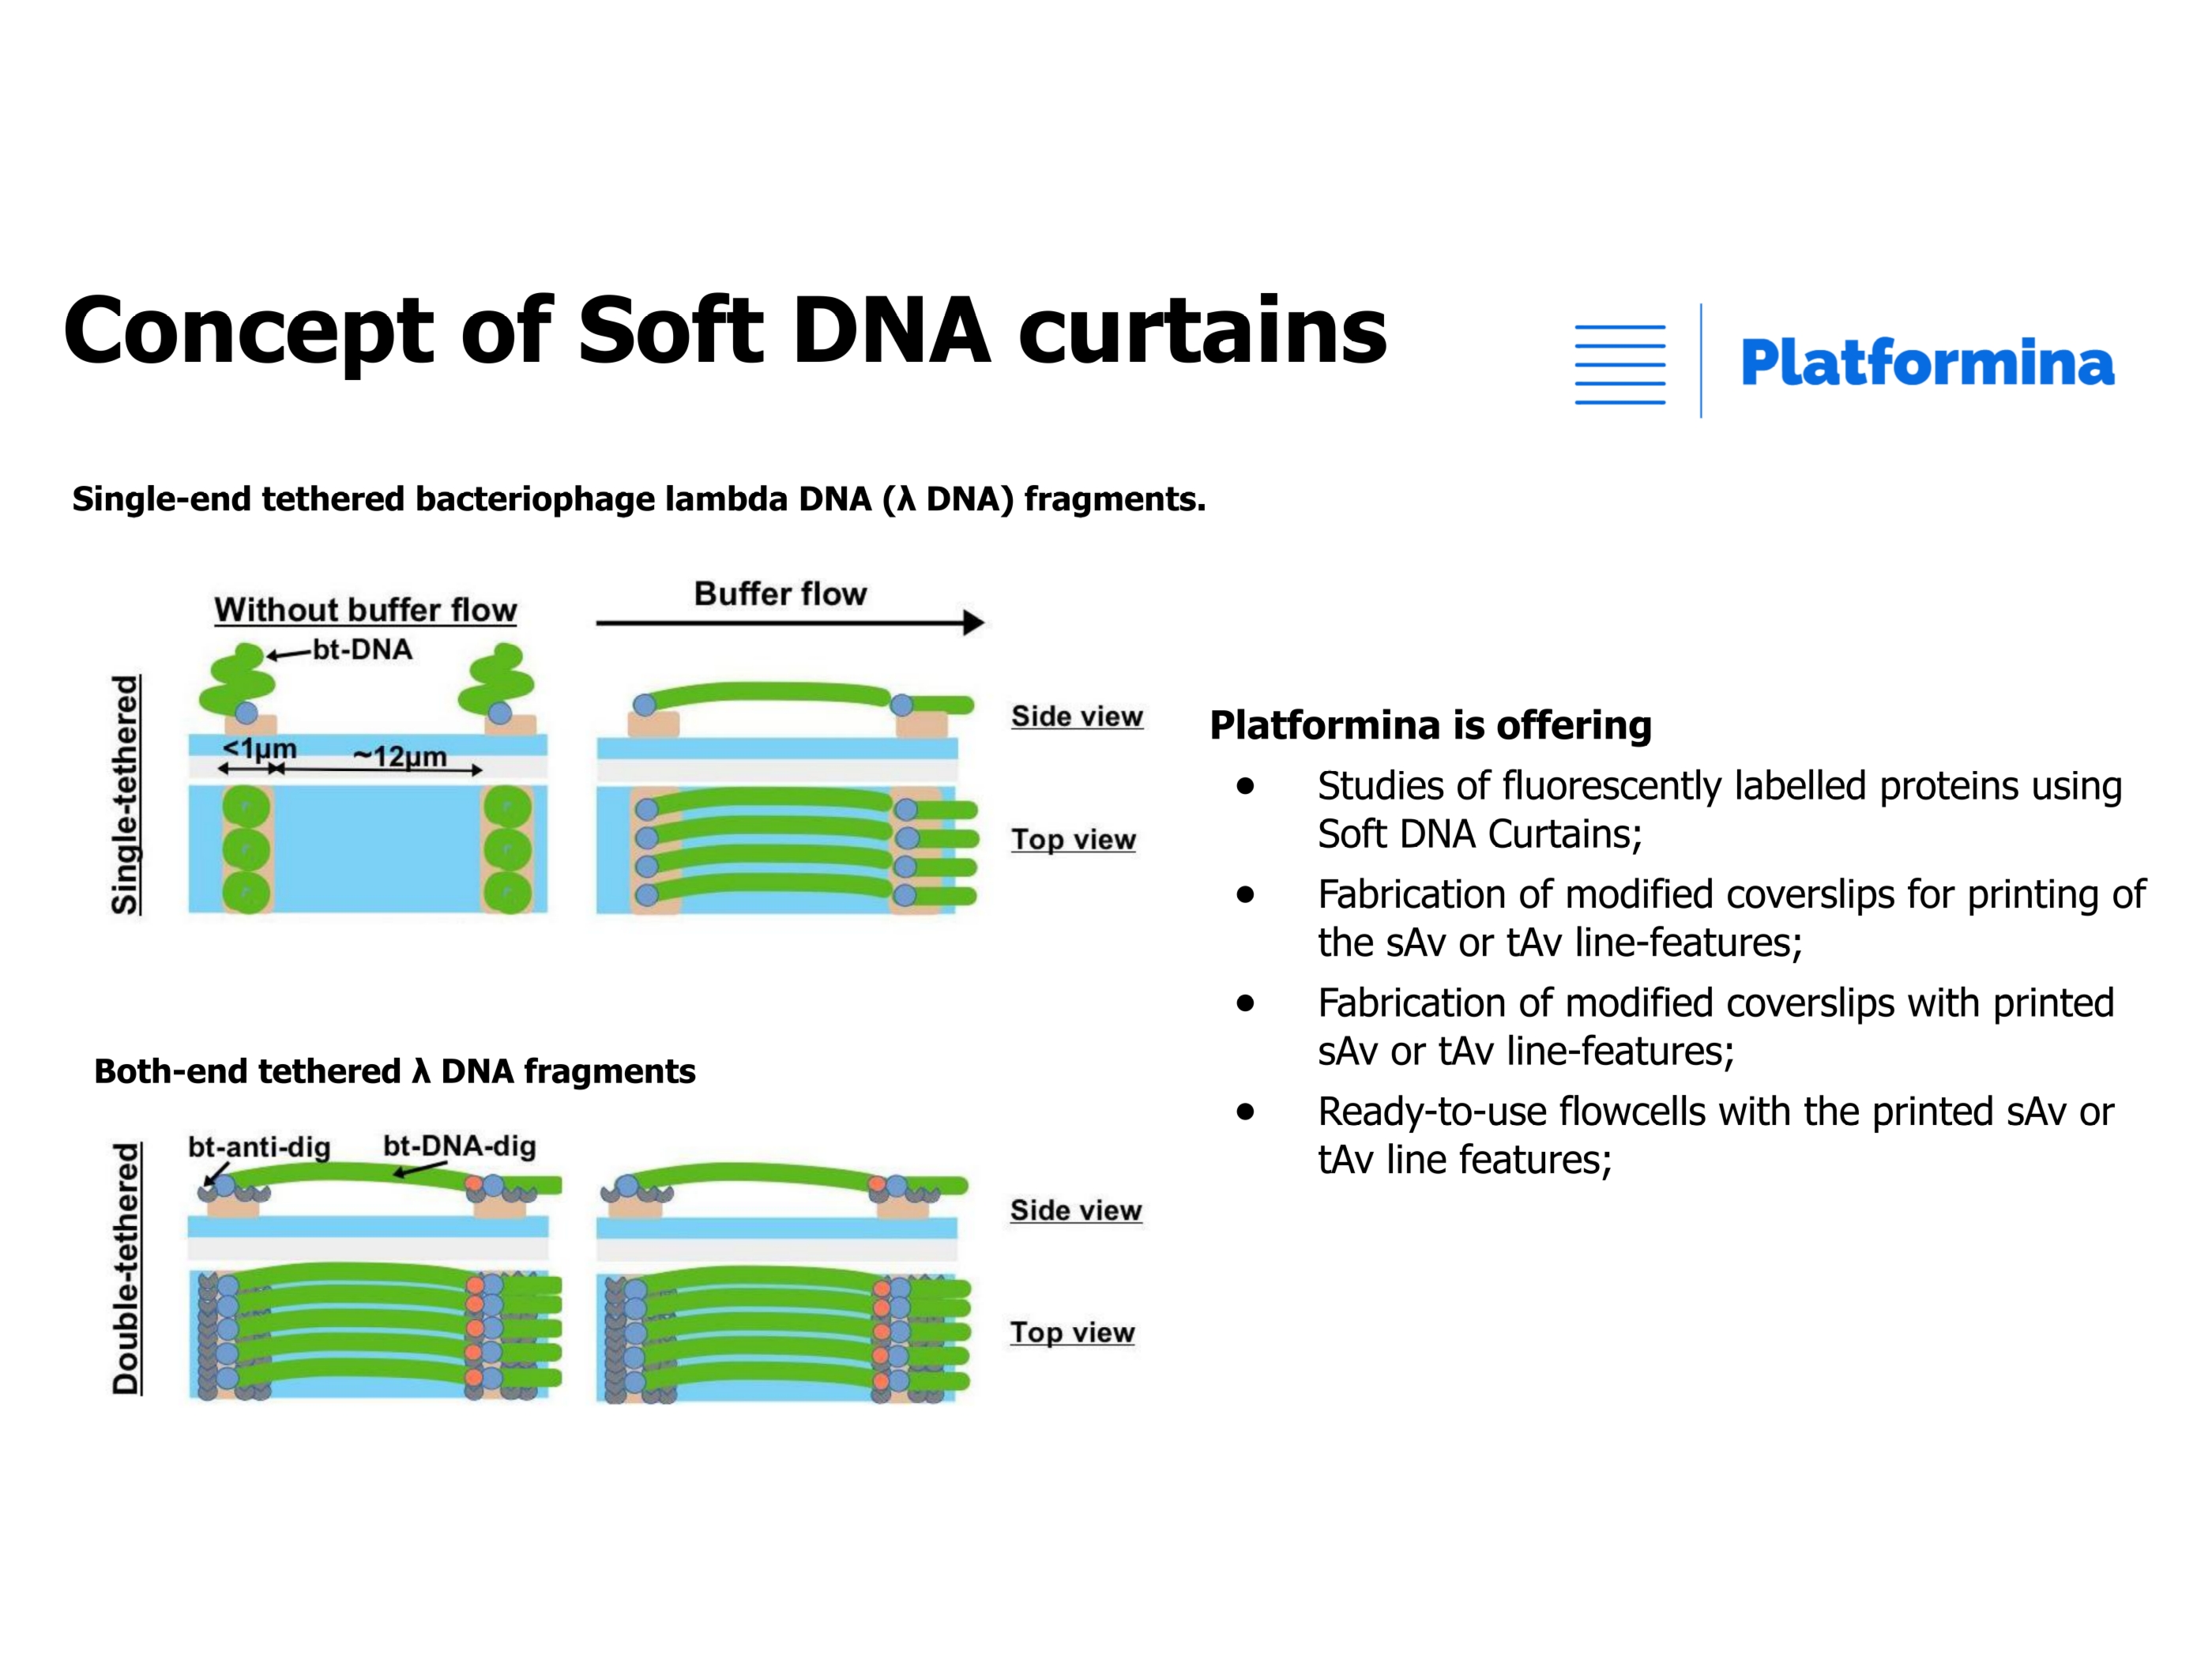 Concept of Soft DNA curtains
Platformina
Single-end tethered bacteriophage lambda DNA (λ DNA) fragments.
Without buffer flow
Buffer flow
bt-DNA
Single-tethered
<1μm
~12μm
Side view
Top view
Both-end tethered λ DNA fragments
bt-anti-dig
bt-DNA-dig
Double-tethered
Side view
Top view
Platformina is offering
● Studies of fluorescently labelled proteins using
Soft DNA Curtains;
● Fabrication of modified coverslips for printing of
the sAv or tAv line-features;
● Fabrication of modified coverslips with printed
sAv or tAv line-features;
● Ready-to-use flowcells with the printed sAv or
tAv line features;